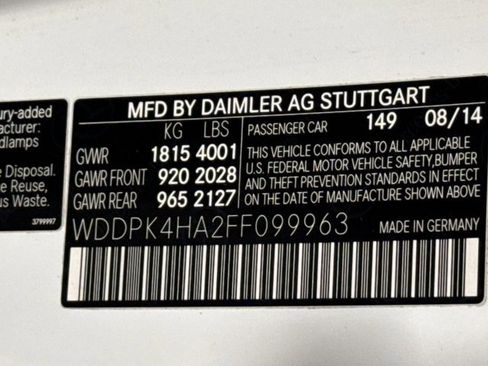 ury-added
acturer:
adlamps
e Disposal.
e Reuse,
us Waste.
3799997
MFD BY DAIMLER AG STUTTGART
KG LBS PASSENGER CAR 149 08/14
GVWR 1815 4001
GAWR FRONT 920 2028
GAWR REAR 965 2127
THIS VEHICLE CONFORMS TO ALL APPLICABLE
U.S. FEDERAL MOTOR VEHICLE SAFETY,BUMPER
AND THEFT PREVENTION STANDARDS IN EFFECT
ON THE DATE OF MANUFACTURE SHOWN ABOVE
WDDPK4HA2FF099963 MADE IN GERMANY